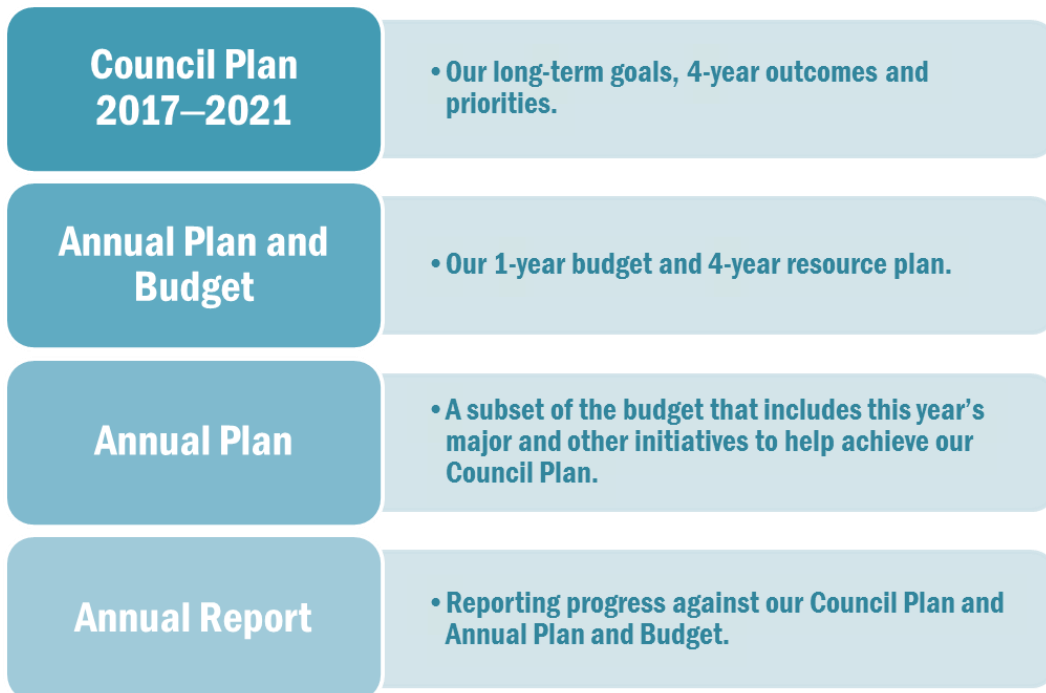 Council Plan
2017–2021
• Our long-term goals, 4-year outcomes and
priorities.
Annual Plan and
Budget
• Our 1-year budget and 4-year resource plan.
Annual Plan
• A subset of the budget that includes this year’s
major and other initiatives to help achieve our
Council Plan.
Annual Report
• Reporting progress against our Council Plan and
Annual Plan and Budget.